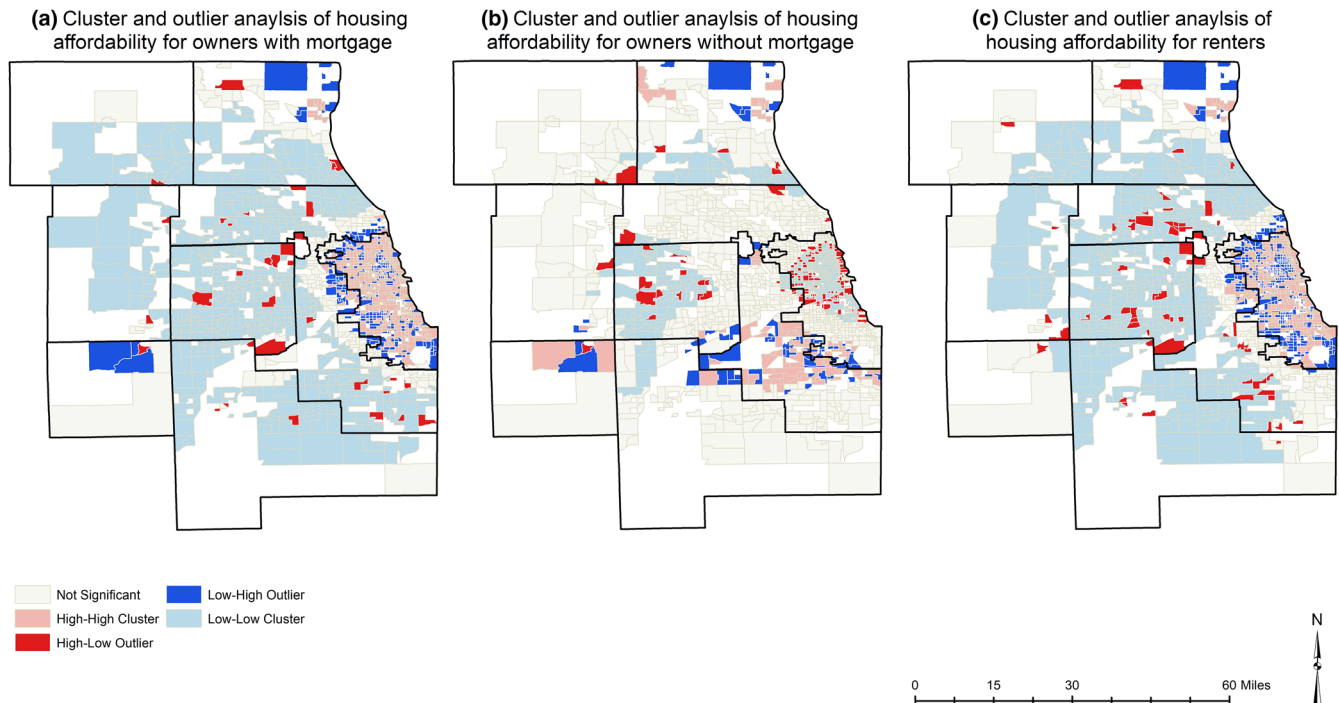 (a) Cluster and outlier anaylsis of housing
affordability for owners with mortgage
(b) Cluster and outlier anaylsis of housing
affordability for owners without mortgage
(c) Cluster and outlier anaylsis of
housing affordability for renters
Not Significant
High-High Cluster
High-Low Outlier
Low-High Outlier
Low-Low Cluster
N
0 15 30 60 Miles